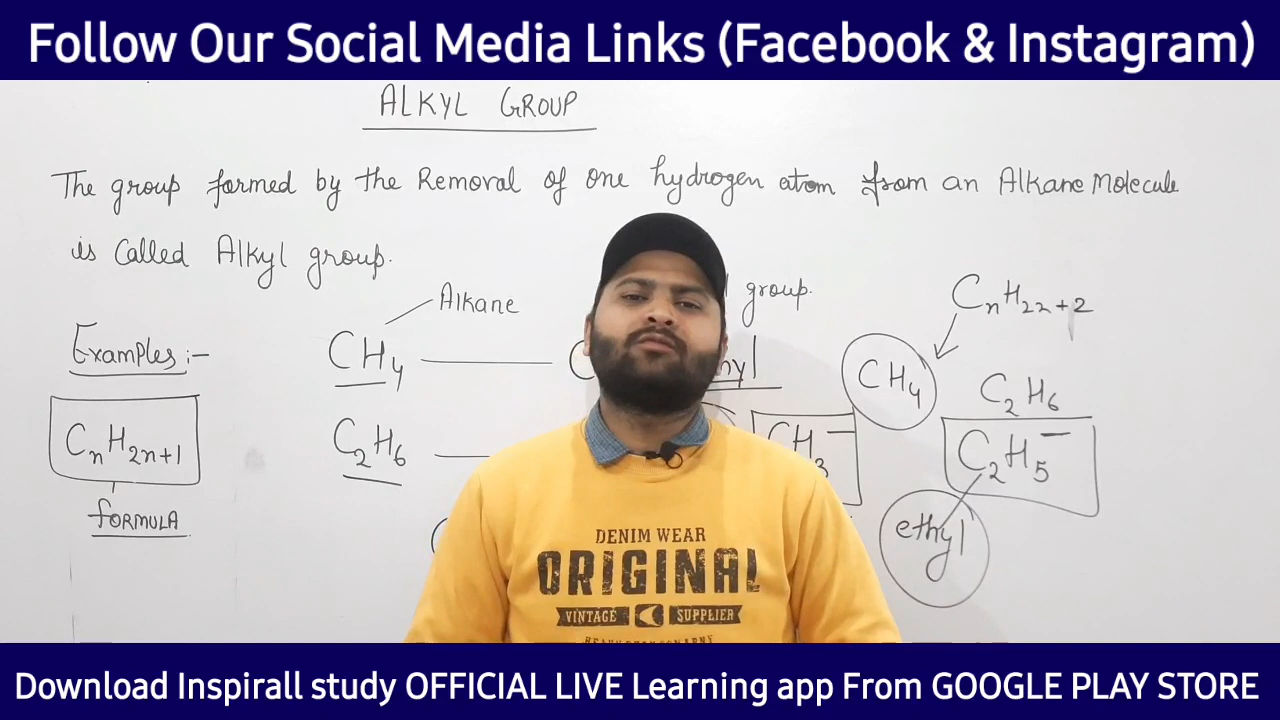 Follow Our Social Media Links (Facebook & Instagram)
ALKYL GROUP
The group formed by the Removal of one hydrogen atom from an Alkane Molecule
is Called Alkyl group.
Alkane
group.
CnH2n+2
Examples:-
CH4
CH4
C2H6
CnH2n+1
C2H6
CH3-
C2H5-
FORMULA
ethyl
DENIM WEAR
ORIGINAL
VINTAGE SUPPLIER
Download Inspirall study OFFICIAL LIVE Learning app From GOOGLE PLAY STORE